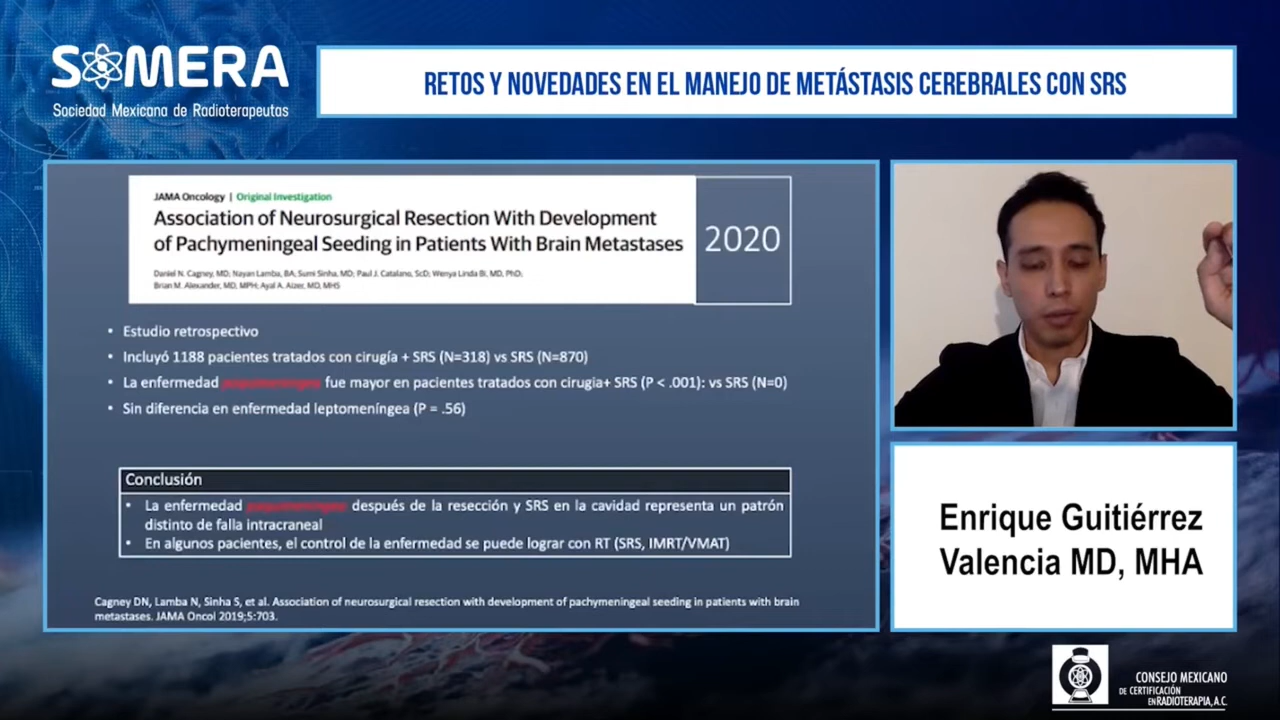 SOMERA
Sociedad Mexicana de Radioterapeutas
RETOS Y NOVEDADES EN EL MANEJO DE METÁSTASIS CEREBRALES CON SRS
JAMA Oncology | Original Investigation
Association of Neurosurgical Resection With Development
of Pachymeningeal Seeding in Patients With Brain Metastases
2020
Daniel N. Cagney, MD; Nayan Lamba, BA; Sumi Sinha, MD; Paul J. Catalano, ScD; Wenya Linda Bi, MD, PhD;
Brian M. Alexander, MD, MPH; Ayal A. Aizer, MD, MHS
• Estudio retrospectivo
• Incluyó 1188 pacientes tratados con cirugía + SRS (N=318) vs SRS (N=870)
• La enfermedad fue mayor en pacientes tratados con cirugia+ SRS (P < .001): vs SRS (N=0)
• Sin diferencia en enfermedad leptomeníngea (P = .56)
Conclusión
• La enfermedad después de la resección y SRS en la cavidad representa un patrón
distinto de falla intracraneal
• En algunos pacientes, el control de la enfermedad se puede lograr con RT (SRS, IMRT/VMAT)
Cagney DN, Lamba N, Sinha S, et al. Association of neurosurgical resection with development of pachymeningeal seeding in patients with brain
metastases. JAMA Oncol 2019;5:703.
Enrique Guitiérrez
Valencia MD, MHA
CONSEJO MEXICANO
DE CERTIFICACIÓN
EN RADIOTERAPIA, A.C.